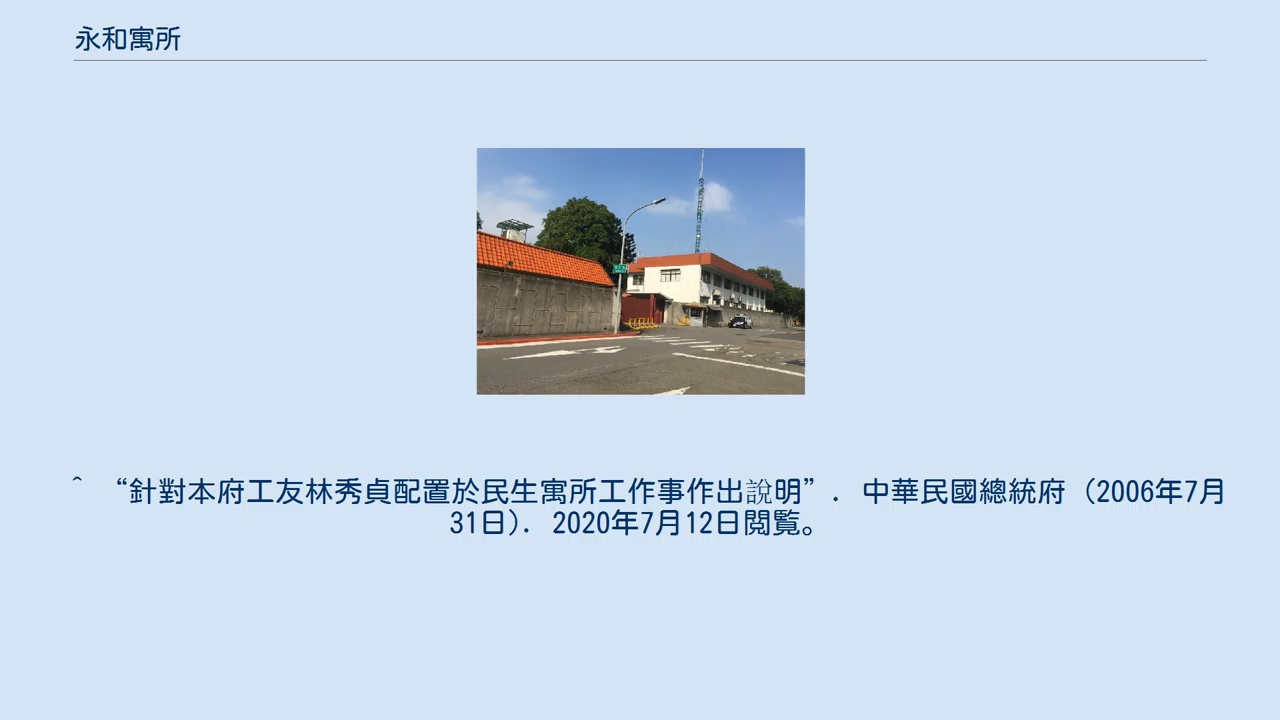 永和寓所
^ “針對本府工友林秀貞配置於民生寓所工作事作出說明”. 中華民國總統府 (2006年7月
31日). 2020年7月12日閲覧。